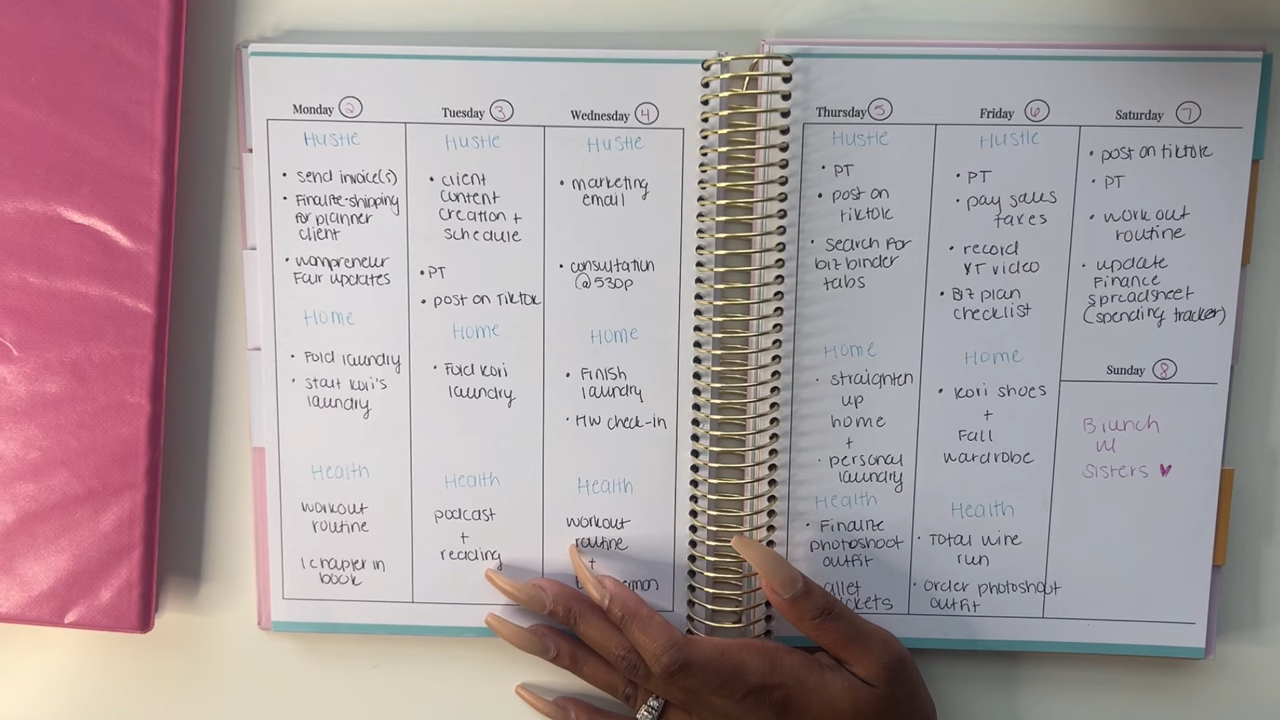 Monday 2
Hustle
• send invoice(s)
• Finalize shipping
for planner
client
• wompreneur
Fair updates
Home
• Fold laundry
• start Kori's
laundry
Health
workout
routine
1 chapter in
book
Tuesday 3
Hustle
• client
content
creation +
schedule
• PT
• post on TikTok
Home
• Fold Kori
laundry
Health
podcast
+
reading
Wednesday 4
Hustle
• marketing
email
• consultation
@530p
Home
• Finish
laundry
• HW check-in
Health
workout
routine
+
Thursday 5
Hustle
• PT
• post on
tiktok
• search for
biz binder
tabs
Home
• straighten
up
home
+
• personal
laundry
Health
• Finalize
photoshoot
outfit
Friday 6
Hustle
• PT
• pay sales
taxes
• record
YT video
• Biz plan
checklist
Home
• Kori shoes
+
Fall
wardrobe
Health
• Total wine
run
• order photoshoot
outfit
Saturday 7
• post on tiktok
• PT
• work out
routine
• update
Finance
spreadsheet
(spending tracker)
Sunday 8
Brunch
w/
sisters ♥